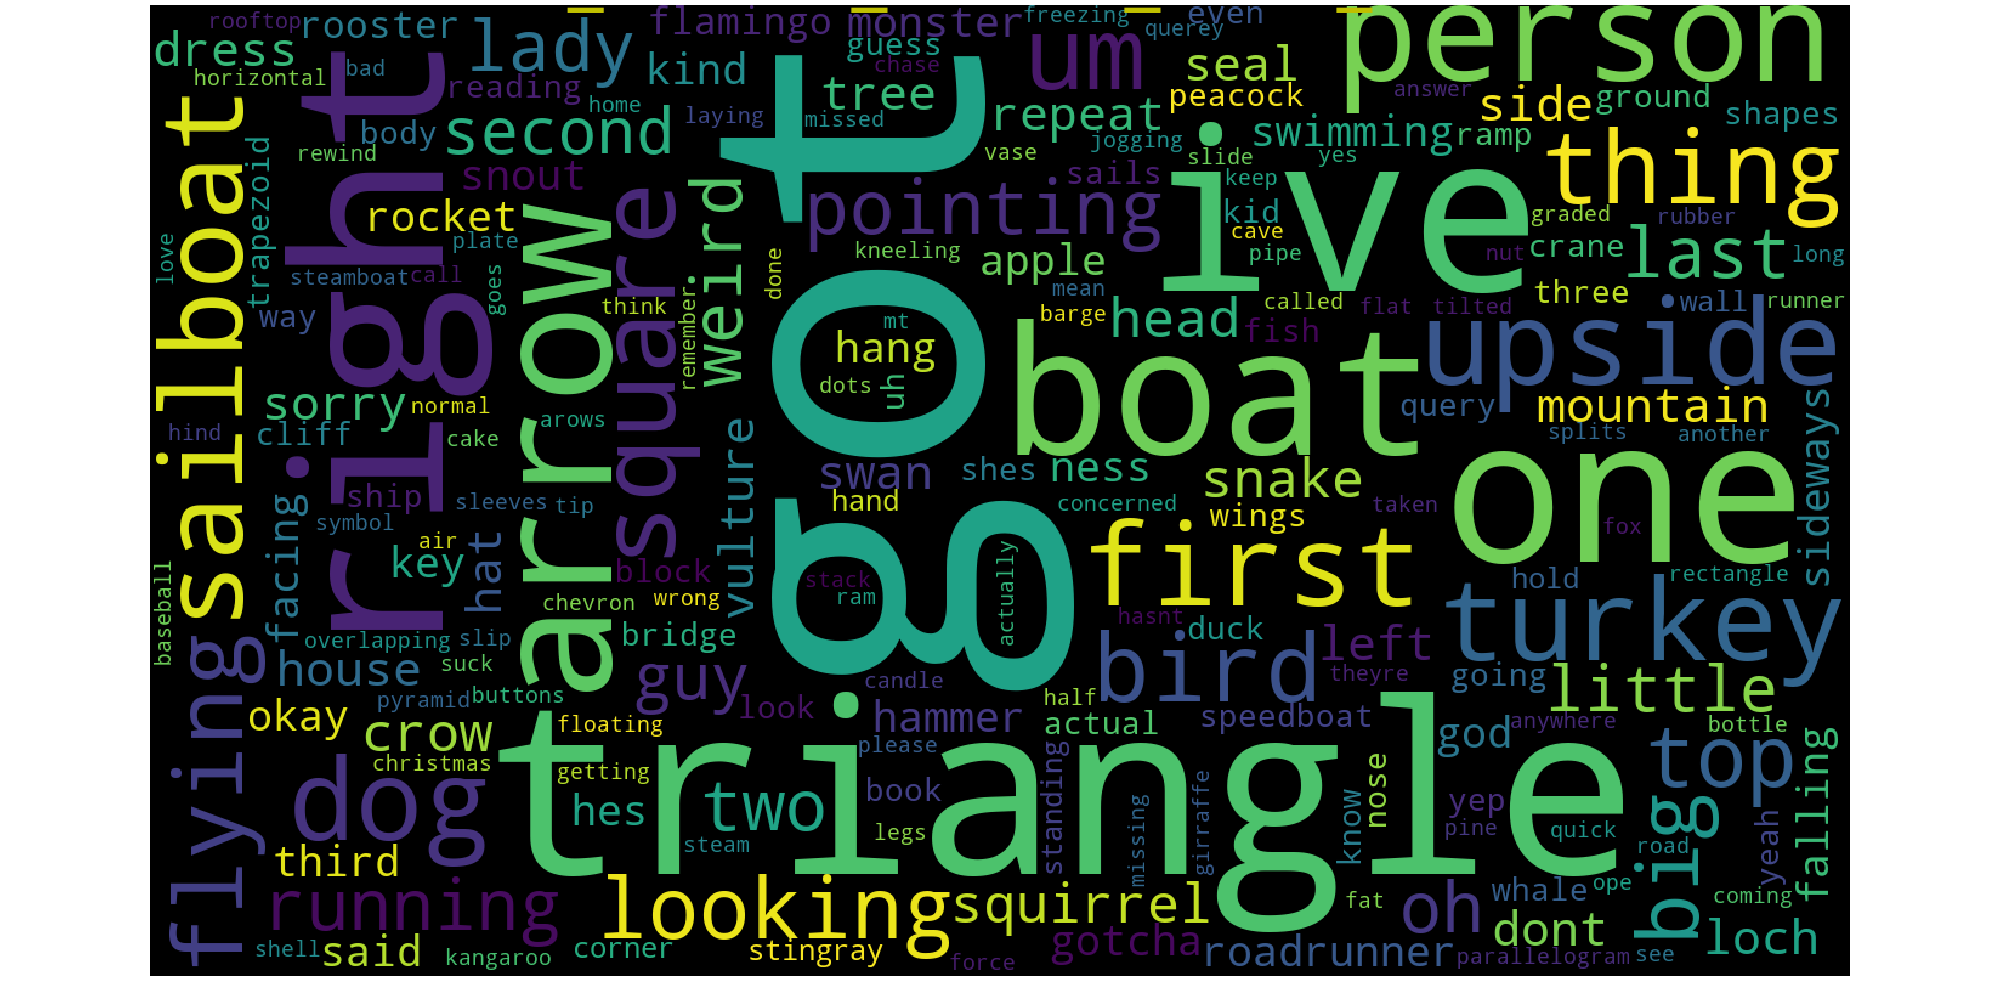 rooftop
rooster
flamingo
monster
freezing
querey
even
person
dress
horizontal
bad
lady
kind
guess
chase
um
seal
peacock
answer
side
ground
shapes
reading
home
tree
repeat
body
second
laying
missed
jogging
swimming
ramp
thing
sailboat
trapezoid
rewind
right
snout
vase
slide
yes
keep
ive
got
sails
pointing
rocket
arrow
square
weird
kid
cave
graded
rubber
love
plate
kneeling
apple
pipe
nut
crane
last
long
steamboat
call
goes
done
mean
way
think
remember
mt
hang
barge
head
called
flat
tilted
three
wall
runner
fish
upside
boat
dots
uh
sorry
normal
arows
query
mountain
hind
cliff
cake
vulture
splits
another
sideways
one
swan
shes
ness
snake
ship
sleeves
tip
hand
concerned
wings
taken
fox
facing
symbol
air
key
hat
block
stack
ram
actually
first
hold
rectangle
baseball
chevron
wrong
hasnt
turkey
overlapping
slip
bridge
duck
left
flying
house
suck
guy
bird
theyre
going
little
pyramid
buttons
candle
half
look
okay
crow
floating
hammer
actual
speedboat
god
anywhere
bottle
triangle
christmas
getting
please
top
dog
hes
two
book
standing
girraffe
nose
yep
falling
steam
legs
missing
know
pine
quick
road
big
yeah
third
running
looking
squirrel
fat
oh
whale
ope
coming
dont
loch
shell
said
kangaroo
corner
stingray
force
gotcha
roadrunner
parallelogram
see